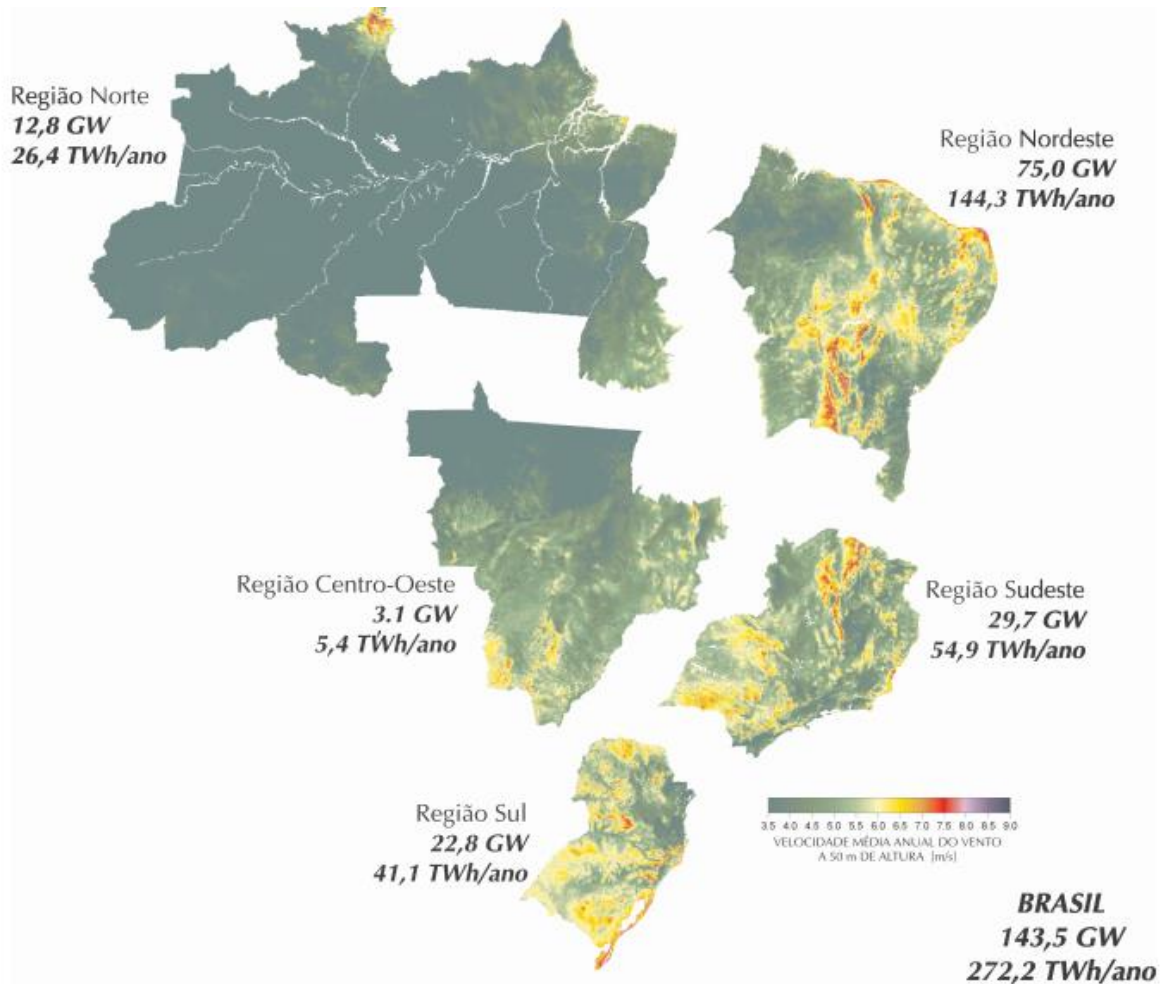 Região Norte
12,8 GW
26,4 TWh/ano
Região Nordeste
75,0 GW
144,3 TWh/ano
Região Centro-Oeste
3.1 GW
5,4 TWh/ano
Região Sudeste
29,7 GW
54,9 TWh/ano
Região Sul
22,8 GW
41,1 TWh/ano
3.5 4.0 4.5 5.0 5.5 6.0 6.5 7.0 7.5 8.0 8.5 9.0
VELOCIDADE MÉDIA ANUAL DO VENTO
A 50 m DE ALTURA [m/s]
BRASIL
143,5 GW
272,2 TWh/ano